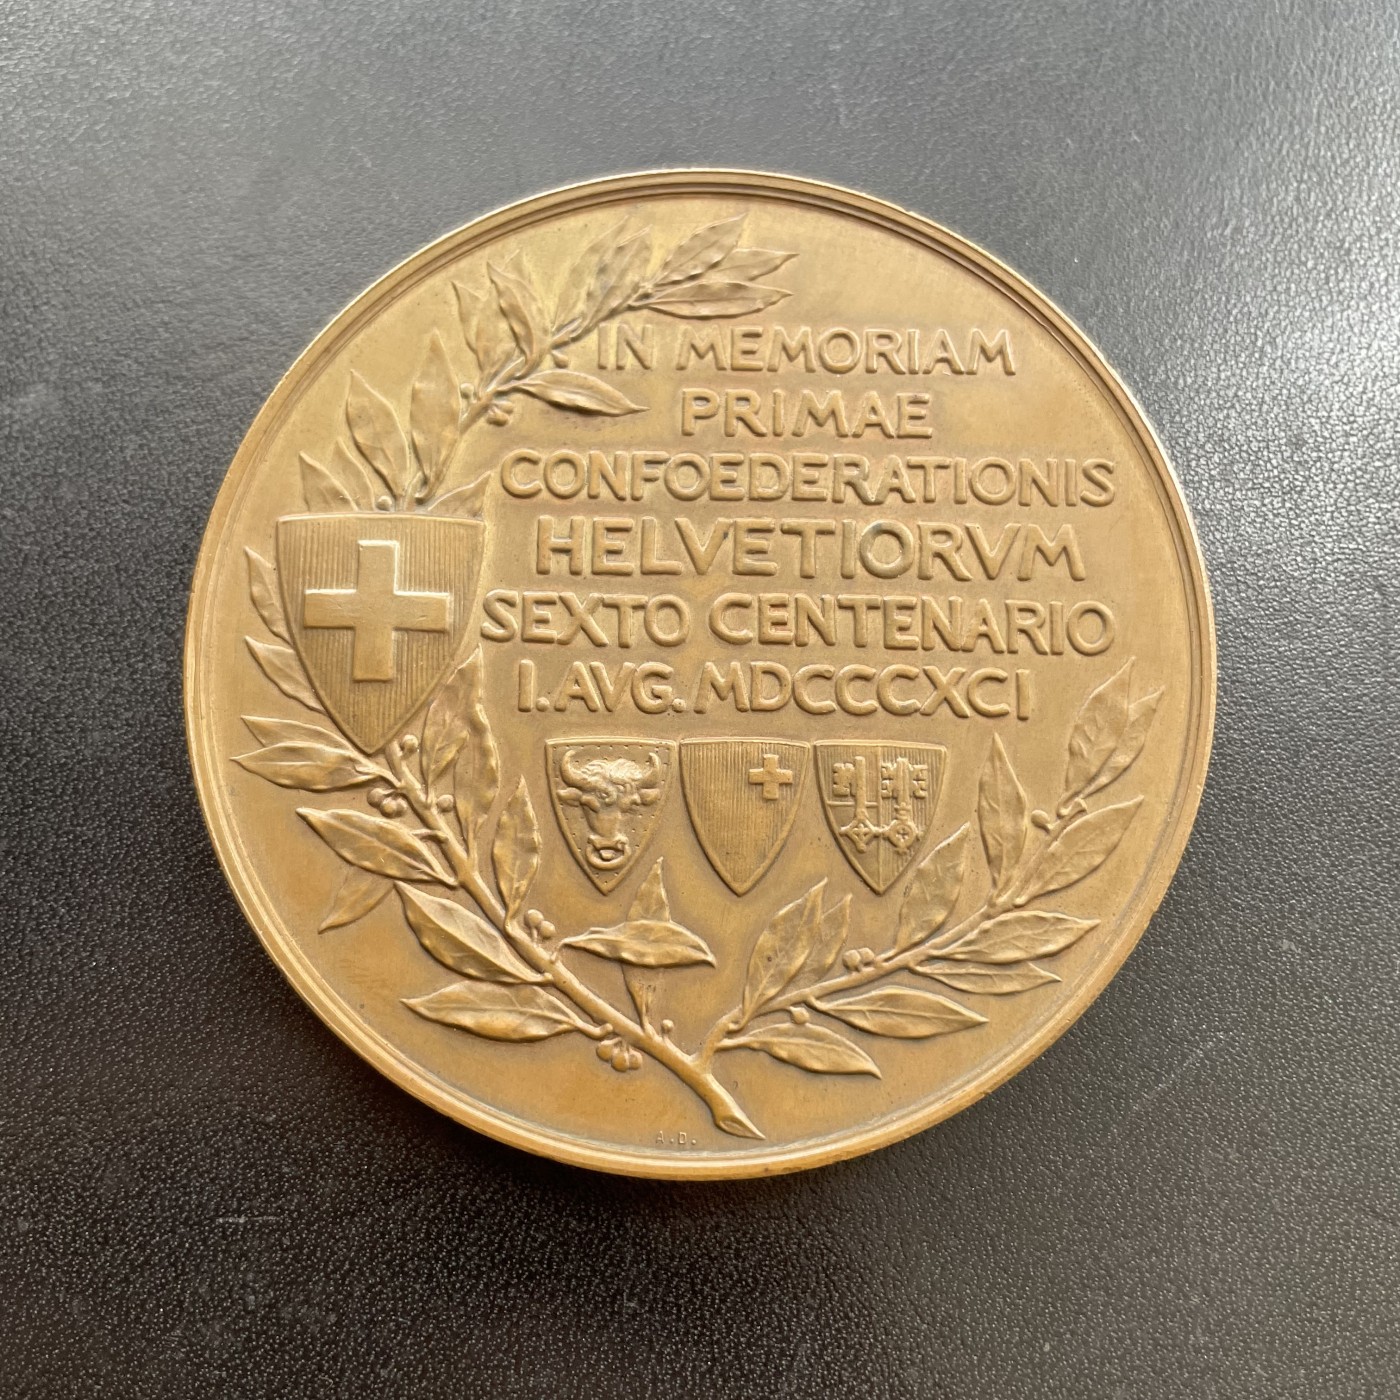 IN MEMORIAM
PRIMAE
CONFOEDERATIONIS
HELVETIORVM
SEXTO CENTENARIO
I. AVG. MDCCCXCI
A.D.